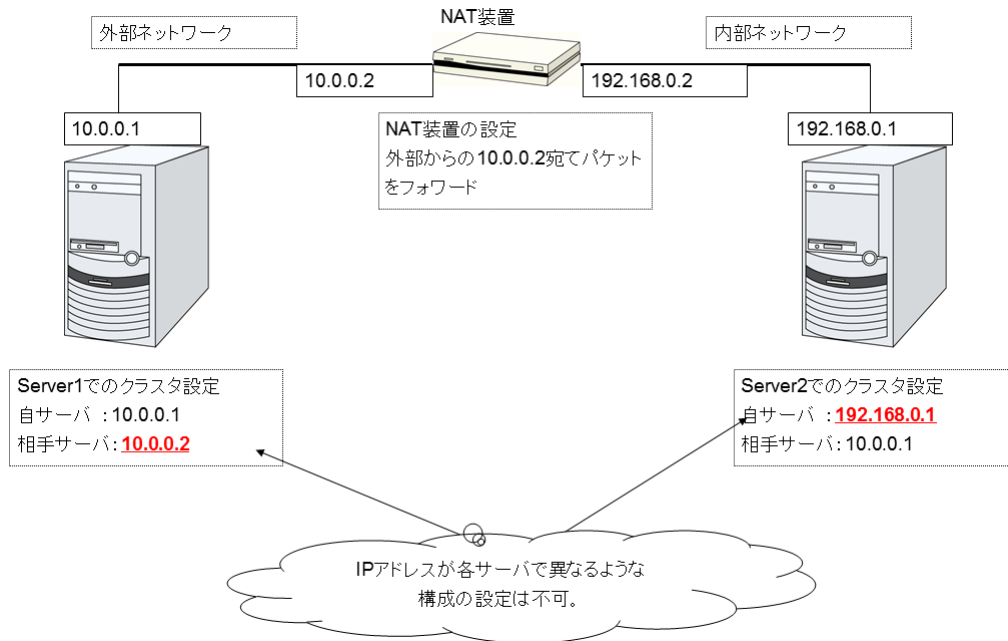 NAT装置
外部ネットワーク
内部ネットワーク
10.0.0.2
192.168.0.2
10.0.0.1
192.168.0.1
NAT装置の設定
外部からの10.0.0.2宛てパケット
をフォワード
Server1でのクラスタ設定
自サーバ :10.0.0.1
相手サーバ:10.0.0.2
Server2でのクラスタ設定
自サーバ :192.168.0.1
相手サーバ:10.0.0.1
IPアドレスが各サーバで異なるような
構成の設定は不可。